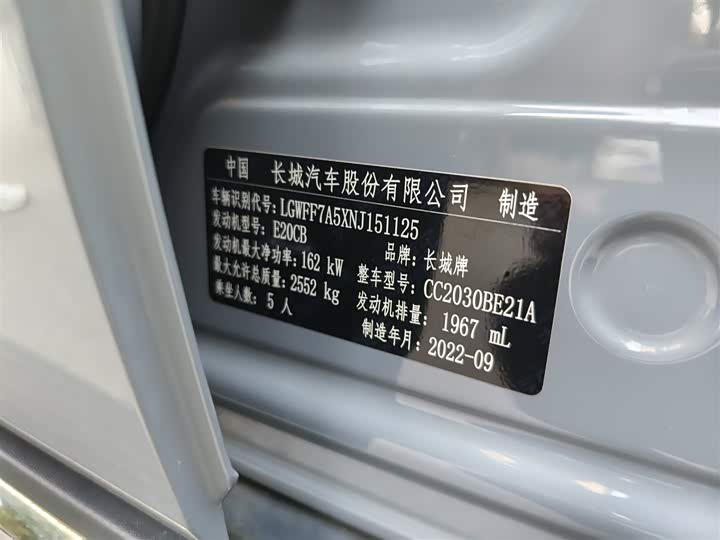 中国 长城汽车股份有限公司 制造
车辆识别代号: LGWFF7A5XNJ151125
发动机型号: E20CB 品牌: 长城牌
发动机最大净功率: 162 kW 整车型号: CC2030BE21A
最大允许总质量: 2552 kg 发动机排量: 1967 mL
乘坐人数: 5 人 制造年月: 2022-09